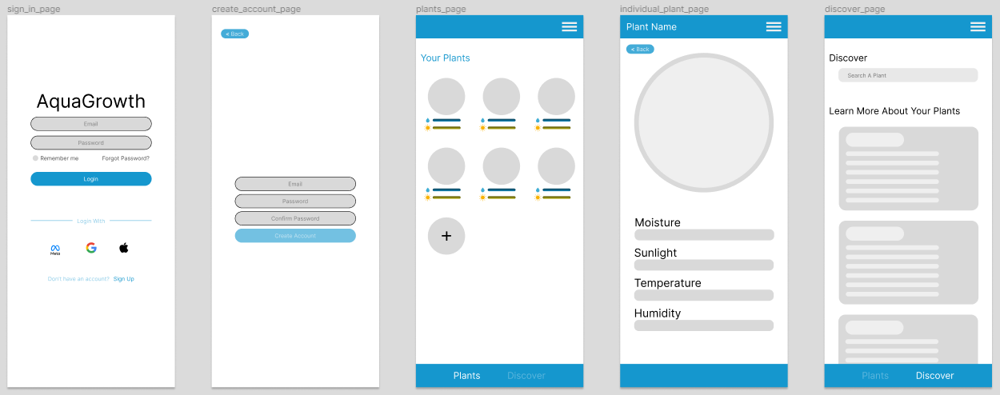 sign_in_page
AquaGrowth
Email
Password
Remember me
Forgot Password?
Login
Login With
Meta
Don't have an account? Sign Up
create_account_page
< Back
Email
Password
Confirm Password
Create Account
plants_page
Your Plants
+
Plants
Discover
individual_plant_page
Plant Name
< Back
Moisture
Sunlight
Temperature
Humidity
discover_page
Discover
Search A Plant
Learn More About Your Plants
Plants
Discover